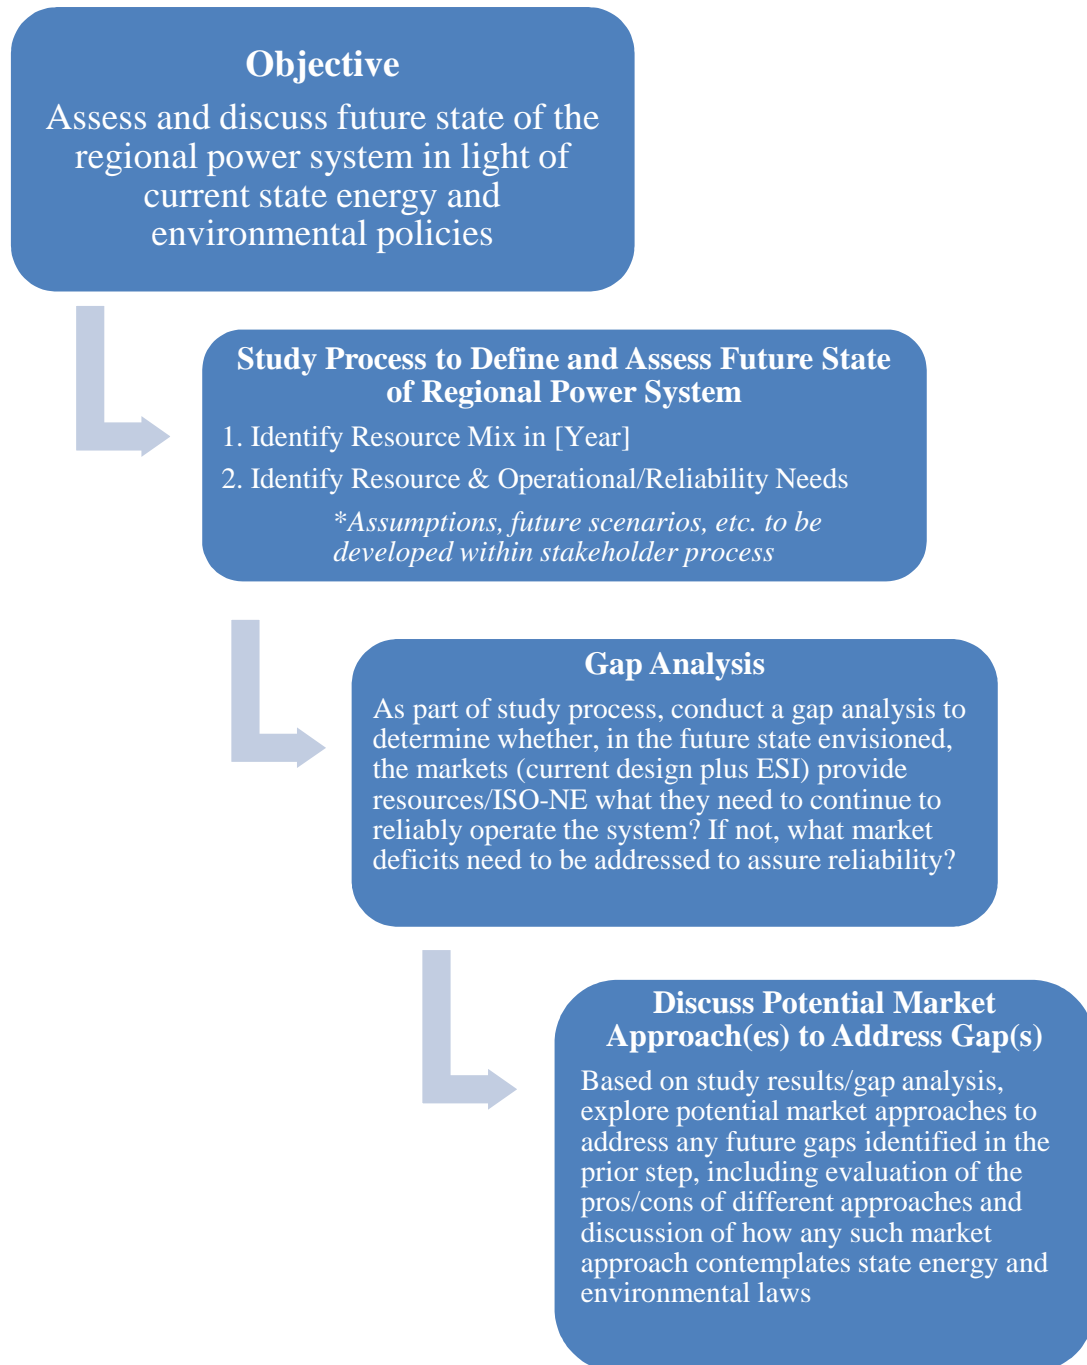 Objective
Assess and discuss future state of the
regional power system in light of
current state energy and
environmental policies
Study Process to Define and Assess Future State
of Regional Power System
1. Identify Resource Mix in [Year]
2. Identify Resource & Operational/Reliability Needs
*Assumptions, future scenarios, etc. to be
developed within stakeholder process
Gap Analysis
As part of study process, conduct a gap analysis to
determine whether, in the future state envisioned,
the markets (current design plus ESI) provide
resources/ISO-NE what they need to continue to
reliably operate the system? If not, what market
deficits need to be addressed to assure reliability?
Discuss Potential Market
Approach(es) to Address Gap(s)
Based on study results/gap analysis,
explore potential market approaches to
address any future gaps identified in the
prior step, including evaluation of the
pros/cons of different approaches and
discussion of how any such market
approach contemplates state energy and
environmental laws